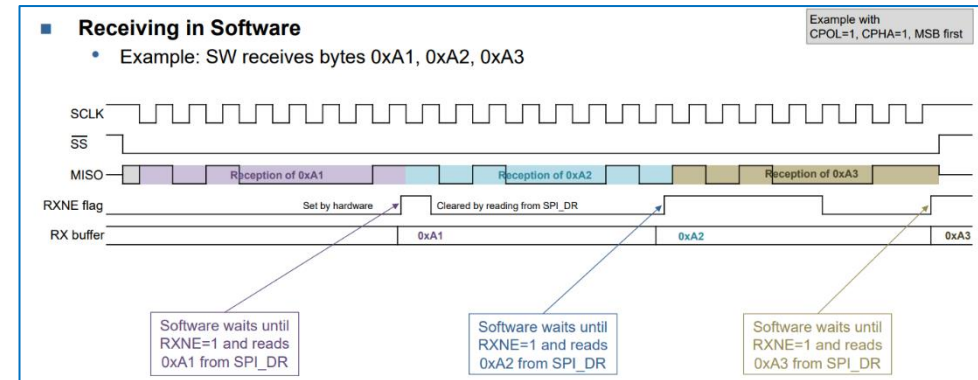 Receiving in Software
Example with
CPOL=1, CPHA=1, MSB first
Example: SW receives bytes 0xA1, 0xA2, 0xA3
SCLK
SS
MISO
Reception of 0xA1
Reception of 0xA2
Reception of 0xA3
RXNE flag
Set by hardware
Cleared by reading from SPI_DR
RX buffer
0xA1
0xA2
0xA3
Software waits until
RXNE=1 and reads
0xA1 from SPI_DR
Software waits until
RXNE=1 and reads
0xA2 from SPI_DR
Software waits until
RXNE=1 and reads
0xA3 from SPI_DR